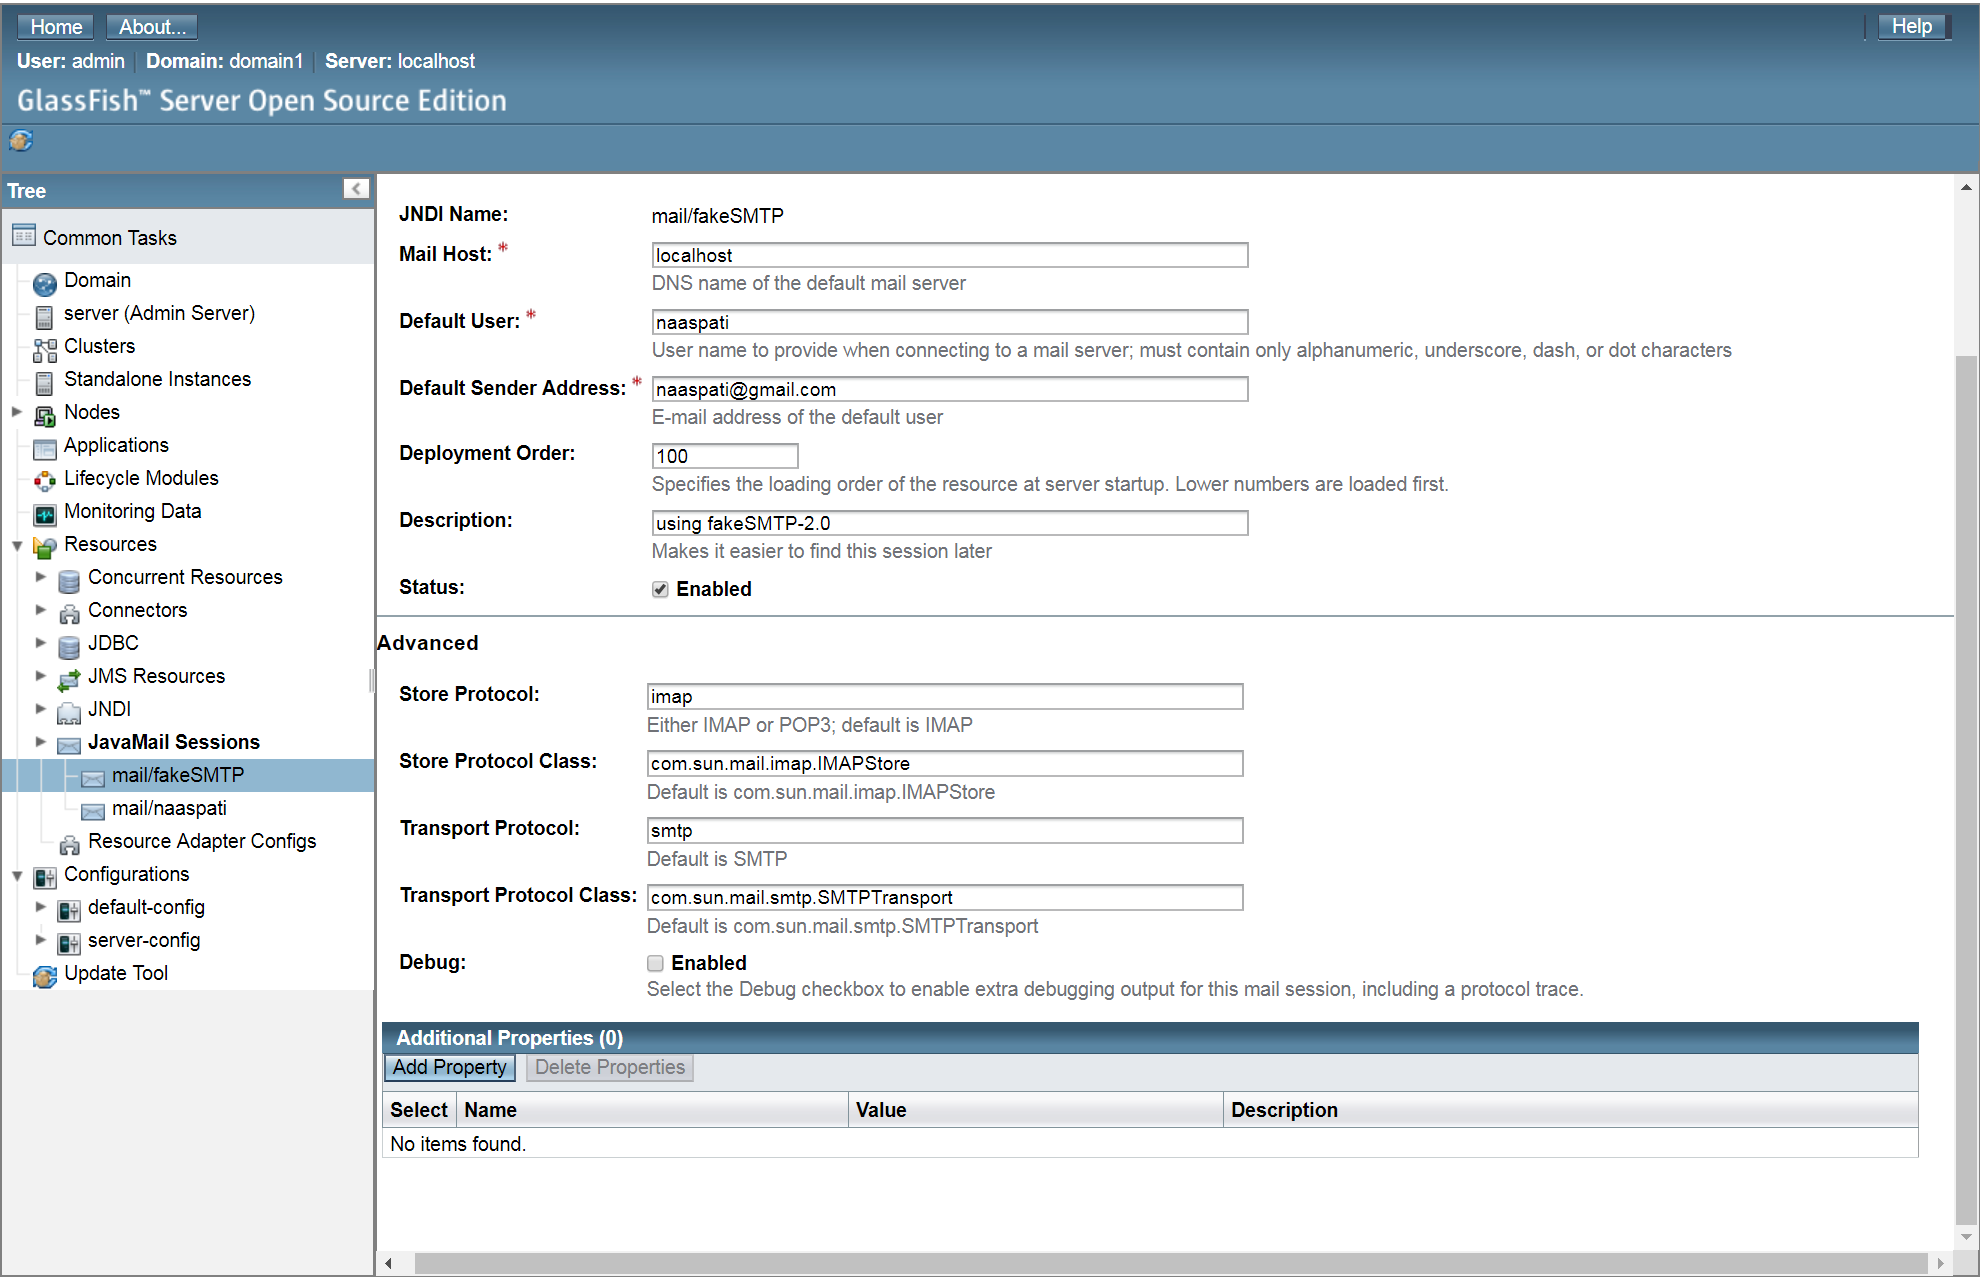 Home About... Help
User: admin Domain: domain1 Server: localhost
GlassFish™ Server Open Source Edition
Tree
Common Tasks
Domain
server (Admin Server)
Clusters
Standalone Instances
Nodes
Applications
Lifecycle Modules
Monitoring Data
Resources
Concurrent Resources
Connectors
JDBC
JMS Resources
JNDI
JavaMail Sessions
mail/fakeSMTP
mail/naaspati
Resource Adapter Configs
Configurations
default-config
server-config
Update Tool
JNDI Name: mail/fakeSMTP
Mail Host: * localhost
DNS name of the default mail server
Default User: * naaspati
User name to provide when connecting to a mail server; must contain only alphanumeric, underscore, dash, or dot characters
Default Sender Address: * naaspati@gmail.com
E-mail address of the default user
Deployment Order: 100
Specifies the loading order of the resource at server startup. Lower numbers are loaded first.
Description: using fakeSMTP-2.0
Makes it easier to find this session later
Status: Enabled
Advanced
Store Protocol: imap
Either IMAP or POP3; default is IMAP
Store Protocol Class: com.sun.mail.imap.IMAPStore
Default is com.sun.mail.imap.IMAPStore
Transport Protocol: smtp
Default is SMTP
Transport Protocol Class: com.sun.mail.smtp.SMTPTransport
Default is com.sun.mail.smtp.SMTPTransport
Debug: Enabled
Select the Debug checkbox to enable extra debugging output for this mail session, including a protocol trace.
Additional Properties (0)
Add Property Delete Properties
Select Name Value Description
No items found.